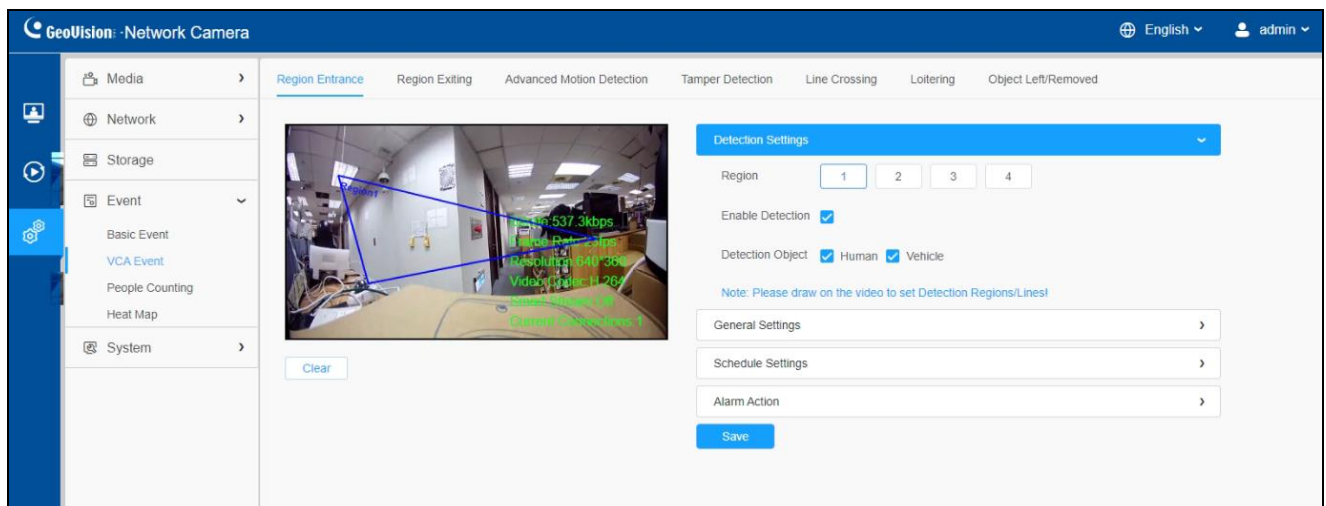 GeoVision Network Camera
English
admin
Media
Network
Storage
Event
Basic Event
VCA Event
People Counting
Heat Map
System
Region Entrance
Region Exiting
Advanced Motion Detection
Tamper Detection
Line Crossing
Loitering
Object Left/Removed
Region1
537.3kbps
Frame Rate:23fps
Resolution:640*360
Video Codec:H.264
Current Connections:1
Clear
Detection Settings
Region 1 2 3 4
Enable Detection
Detection Object Human Vehicle
Note: Please draw on the video to set Detection Regions/Lines!
General Settings
Schedule Settings
Alarm Action
Save